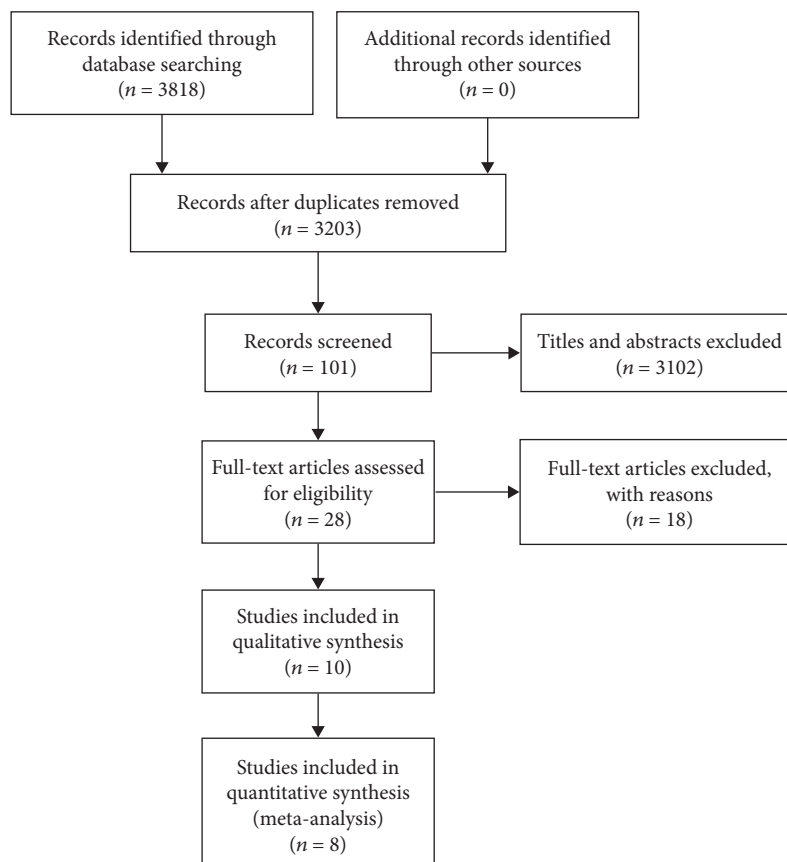 Records identified through
database searching
(n = 3818)
Additional records identified
through other sources
(n = 0)
Records after duplicates removed
(n = 3203)
Records screened
(n = 101)
Titles and abstracts excluded
(n = 3102)
Full-text articles assessed
for eligibility
(n = 28)
Full-text articles excluded,
with reasons
(n = 18)
Studies included in
qualitative synthesis
(n = 10)
Studies included in
quantitative synthesis
(meta-analysis)
(n = 8)